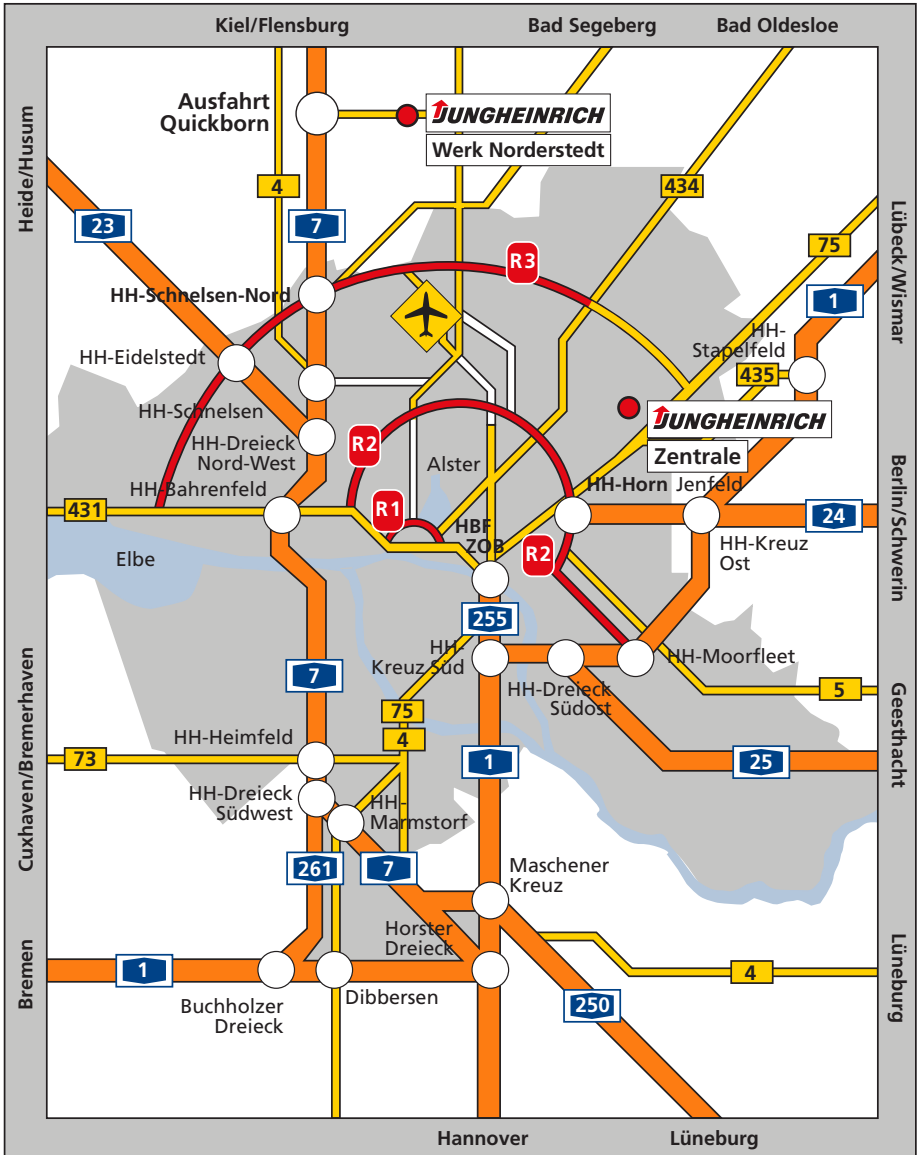 Kiel/Flensburg
Bad Segeberg
Bad Oldesloe
Heide/Husum
Cuxhaven/Bremerhaven
Bremen
Lübeck/Wismar
Berlin/Schwerin
Geesthacht
Lüneburg
Ausfahrt
Quickborn
JUNGHEINRICH
Werk Norderstedt
4
434
23
7
75
R3
1
HH-Schnelsen-Nord
HH-
Stapelfeld
HH-Eidelstedt
435
HH-Schnelsen
JUNGHEINRICH
HH-Dreieck
Nord-West
R2
Zentrale
Alster
HH-Bahrenfeld
HH-Horn
Jenfeld
431
R1
24
HBF
ZOB
R2
HH-Kreuz
Ost
Elbe
255
HH-
Kreuz Süd
HH-Moorfleet
7
HH-Dreieck
Südost
5
75
4
HH-Heimfeld
73
1
25
HH-Dreieck
Südwest
HH-
Marmstorf
261
7
Maschener
Kreuz
Horster
Dreieck
1
4
Buchholzer
Dreieck
Dibbersen
250
Hannover
Lüneburg